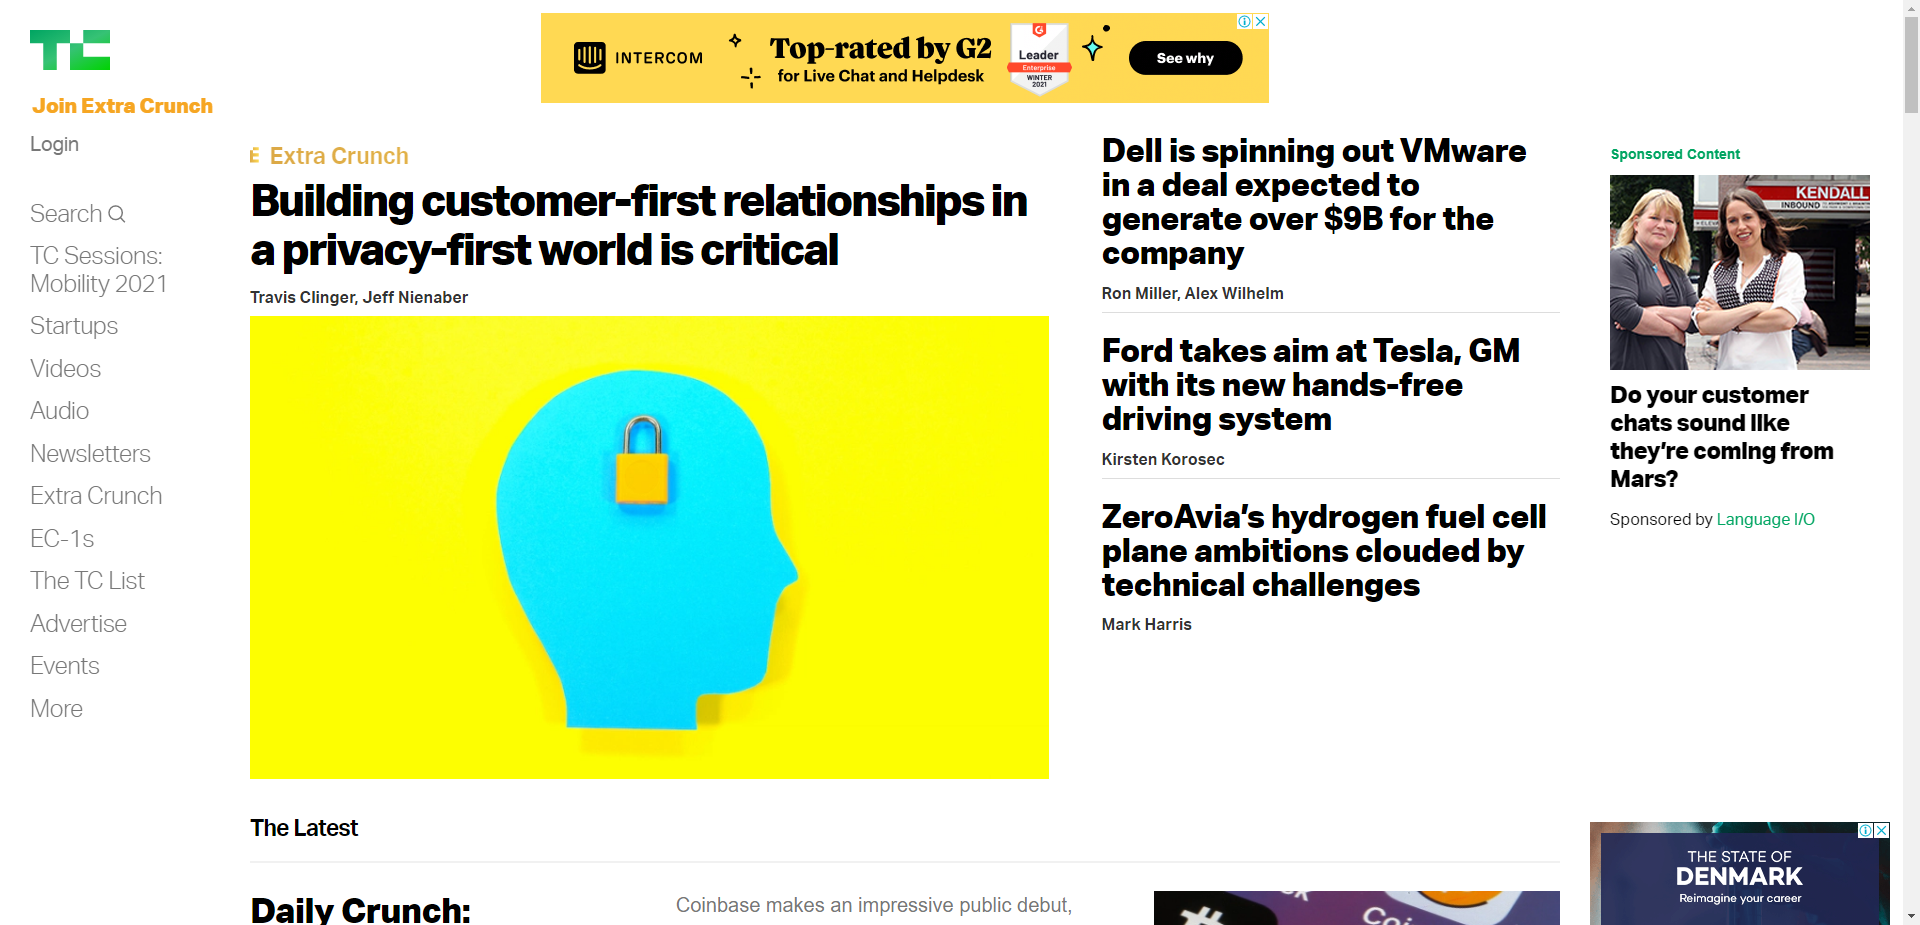 TC
Join Extra Crunch
Login
Search
TC Sessions:
Mobility 2021
Startups
Videos
Audio
Newsletters
Extra Crunch
EC-1s
The TC List
Advertise
Events
More
INTERCOM
Top-rated by G2
for Live Chat and Helpdesk
G
Leader
Enterprise
WINTER
2021
See why
Extra Crunch
Building customer-first relationships in
a privacy-first world is critical
Travis Clinger, Jeff Nienaber
Dell is spinning out VMware
in a deal expected to
generate over $9B for the
company
Ron Miller, Alex Wilhelm
Ford takes aim at Tesla, GM
with its new hands-free
driving system
Kirsten Korosec
ZeroAvia’s hydrogen fuel cell
plane ambitions clouded by
technical challenges
Mark Harris
Sponsored Content
KENDALL
INBOUND
Do your customer
chats sound like
they’re coming from
Mars?
Sponsored by Language I/O
The Latest
Daily Crunch:
Coinbase makes an impressive public debut,
THE STATE OF
DENMARK
Reimagine your career